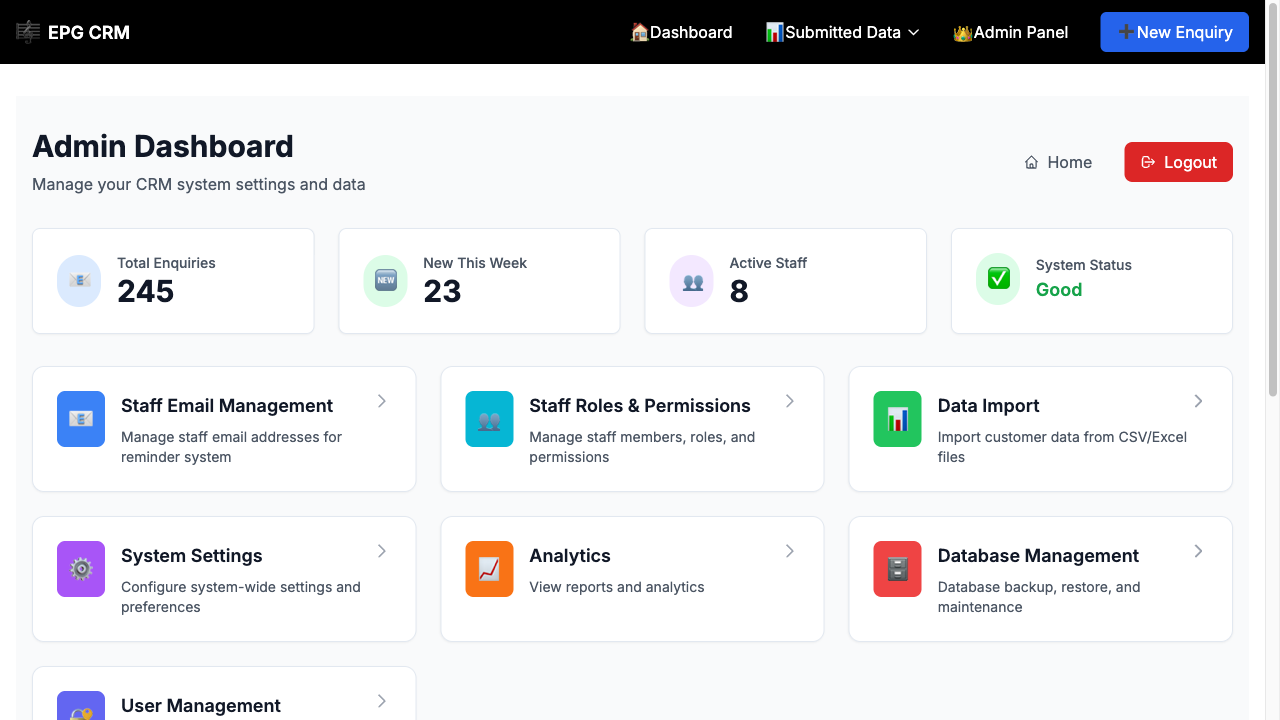 EPG CRM
Dashboard
Submitted Data
Admin Panel
New Enquiry
Admin Dashboard
Manage your CRM system settings and data
Home
Logout
Total Enquiries
245
NEW
New This Week
23
Active Staff
8
System Status
Good
Staff Email Management
Manage staff email addresses for
reminder system
Staff Roles & Permissions
Manage staff members, roles, and
permissions
Data Import
Import customer data from CSV/Excel
files
System Settings
Configure system-wide settings and
preferences
Analytics
View reports and analytics
Database Management
Database backup, restore, and
maintenance
User Management